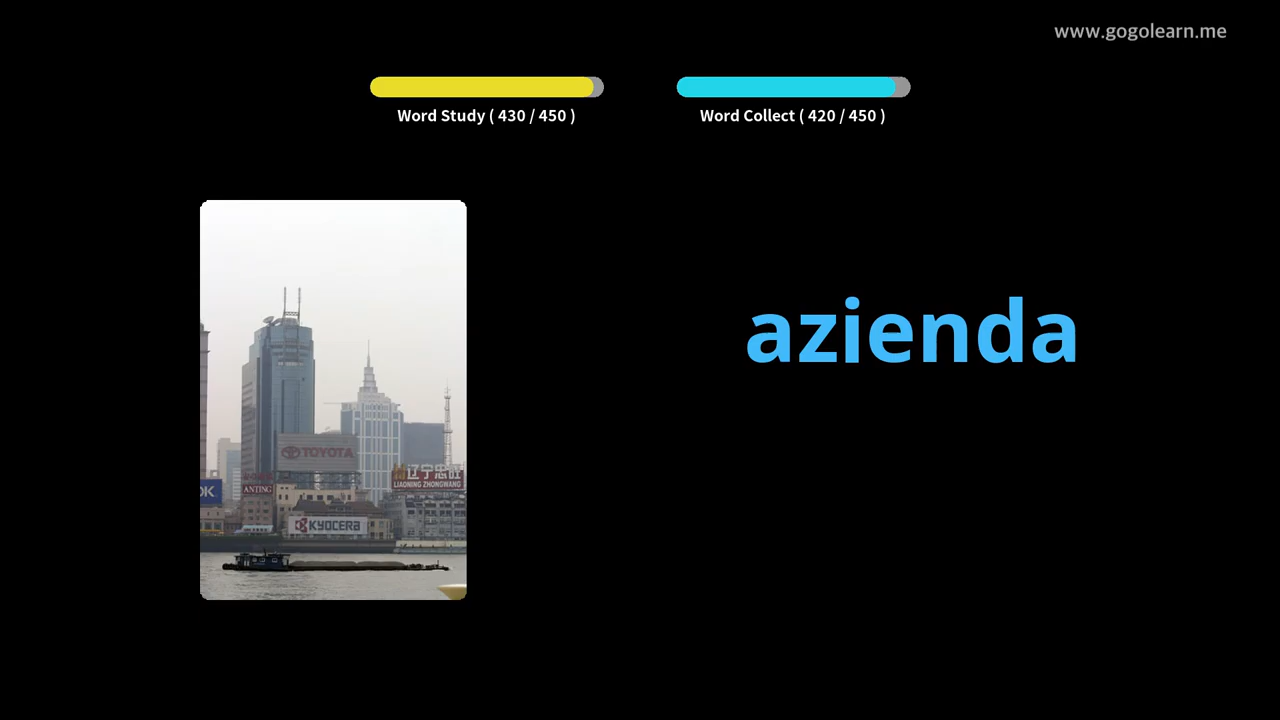 www.gogolearn.me
Word Study ( 430 / 450 )
Word Collect ( 420 / 450 )
azienda
TOYOTA
辽宁忠旺
LIAONING ZHONGWANG
OK
ANTING
KYOCERA